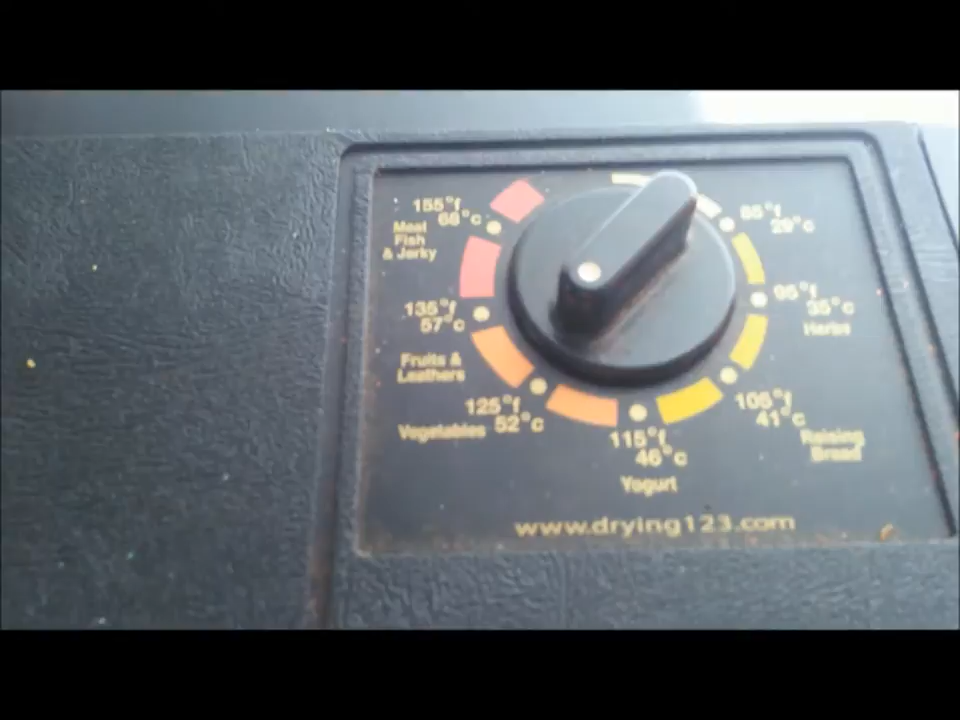 155°f
68°c
Meat
Fish
& Jerky
85°f
29°c
95°f
35°c
Herbs
135°f
57°c
Fruits &
Leathers
105°f
41°c
Raising
Bread
125°f
52°c
Vegetables
115°f
46°c
Yogurt
www.drying123.com